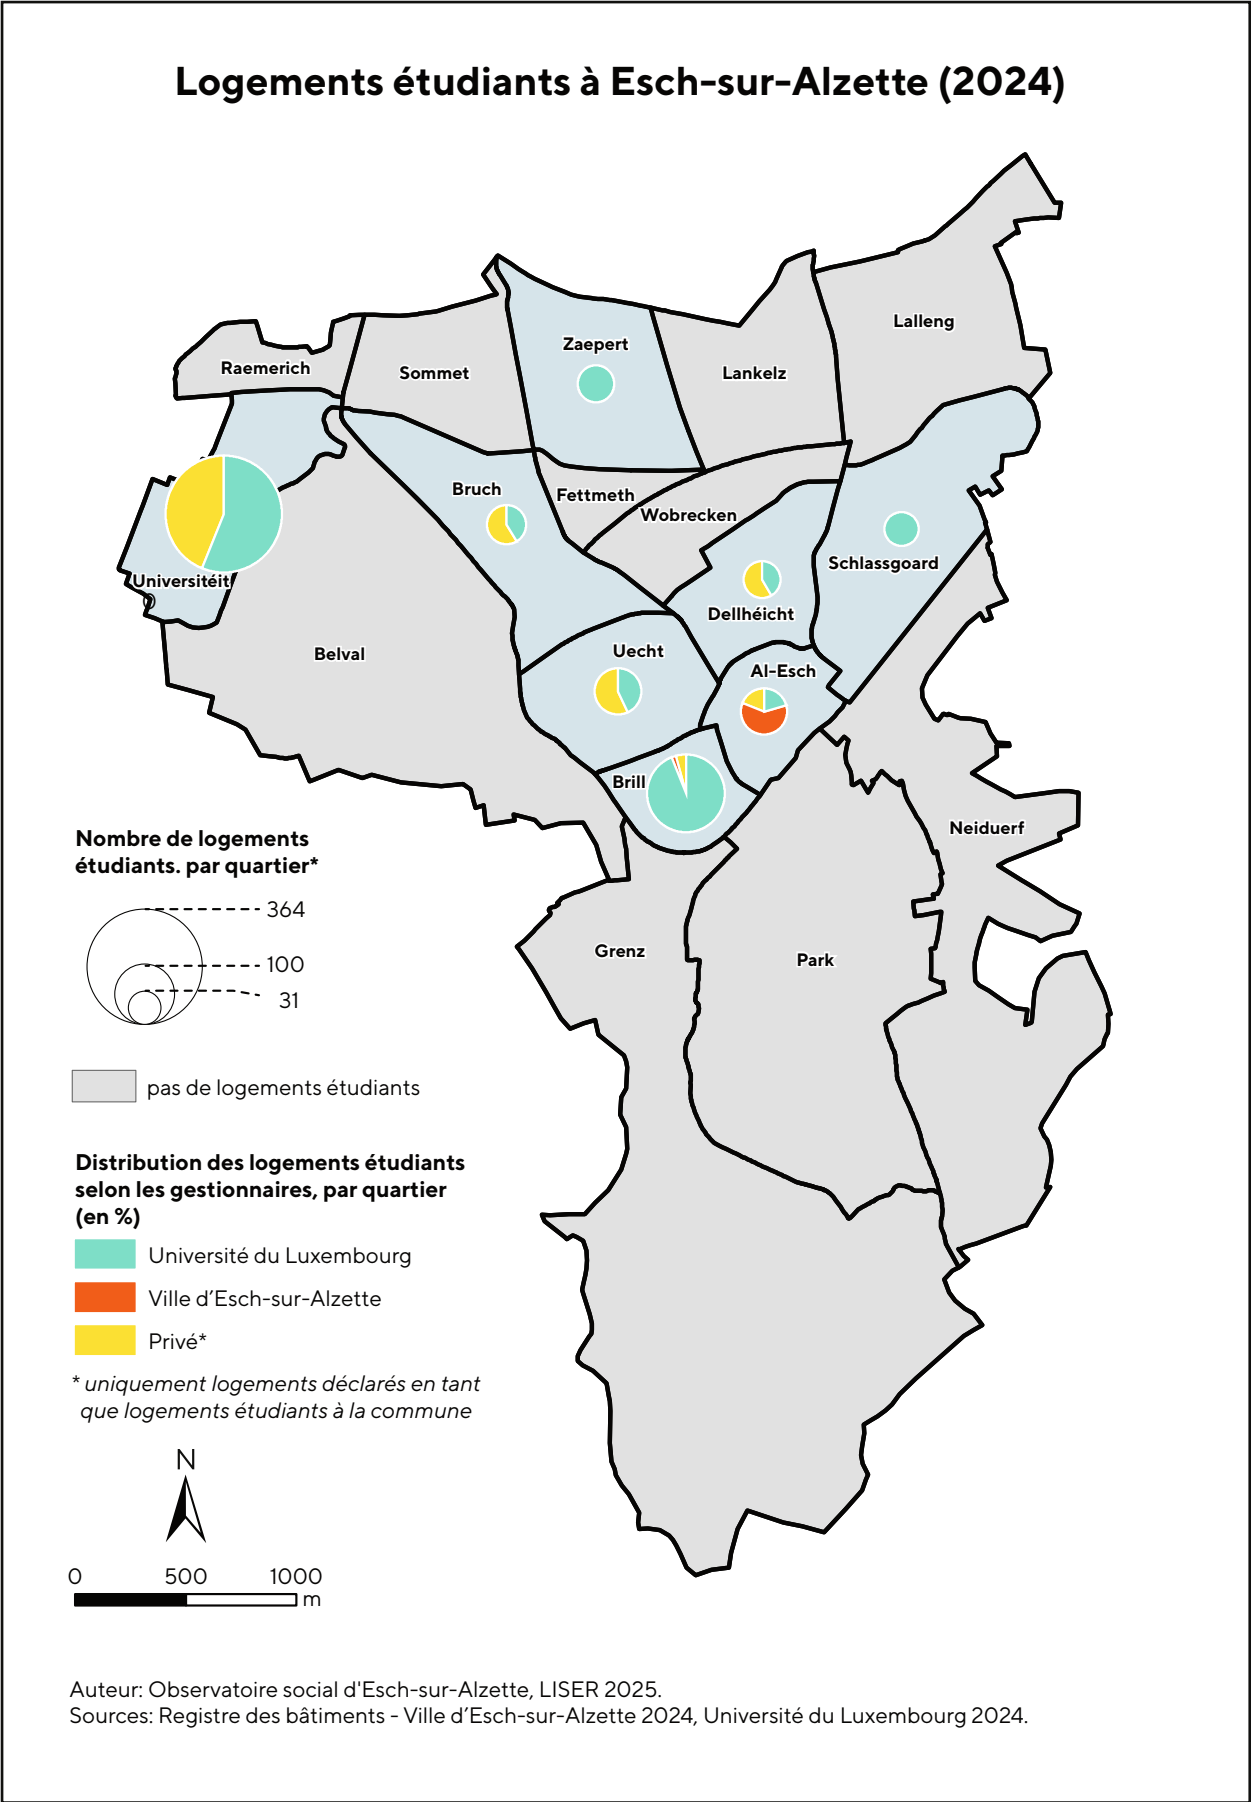 Logements étudiants à Esch-sur-Alzette (2024)
Lalleng
Zaepert
Raemerich
Sommet
Lankelz
Bruch
Fettmeth
Wobrecken
Schlassgoard
Universitéit
Dellhéicht
Belval
Uecht
Al-Esch
Brill
Neiduerf
Grenz
Park
Nombre de logements
étudiants. par quartier*
364
100
31
pas de logements étudiants
Distribution des logements étudiants
selon les gestionnaires, par quartier
(en %)
Université du Luxembourg
Ville d’Esch-sur-Alzette
Privé*
* uniquement logements déclarés en tant
que logements étudiants à la commune
N
0 500 1000
m
Auteur: Observatoire social d'Esch-sur-Alzette, LISER 2025.
Sources: Registre des bâtiments - Ville d’Esch-sur-Alzette 2024, Université du Luxembourg 2024.